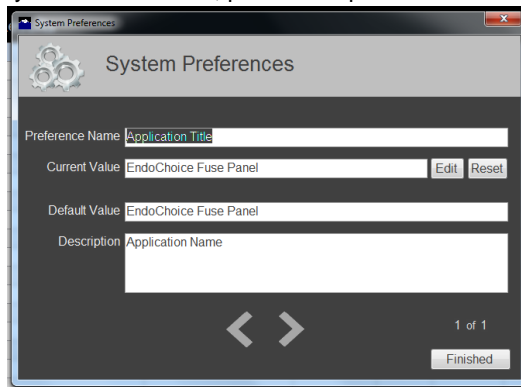 System Preferences
System Preferences
Preference Name Application Title
Current Value EndoChoice Fuse Panel Edit Reset
Default Value EndoChoice Fuse Panel
Description Application Name
1 of 1
Finished